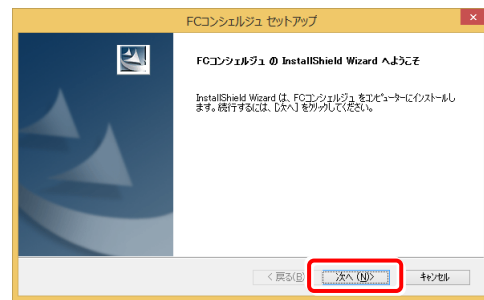 FCコンシェルジュ セットアップ
FCコンシェルジュ の InstallShield Wizard へようこそ
InstallShield Wizard は、FCコンシェルジュ をコンピューターにインストールし
ます。続行するには、[次へ] をクリックしてください。
< 戻る(B) 次へ (N)> キャンセル